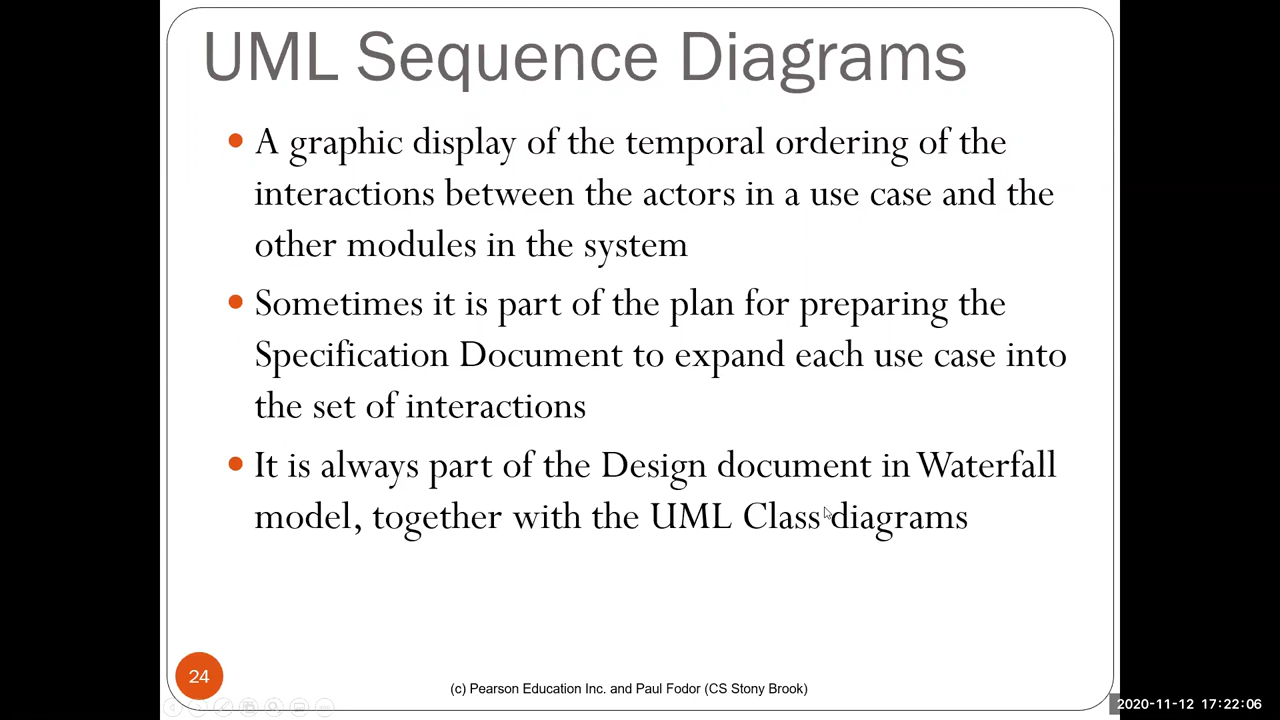 UML Sequence Diagrams
A graphic display of the temporal ordering of the
interactions between the actors in a use case and the
other modules in the system
Sometimes it is part of the plan for preparing the
Specification Document to expand each use case into
the set of interactions
It is always part of the Design document in Waterfall
model, together with the UML Class diagrams
24
(c) Pearson Education Inc. and Paul Fodor (CS Stony Brook)
2020-11-12 17:22:06